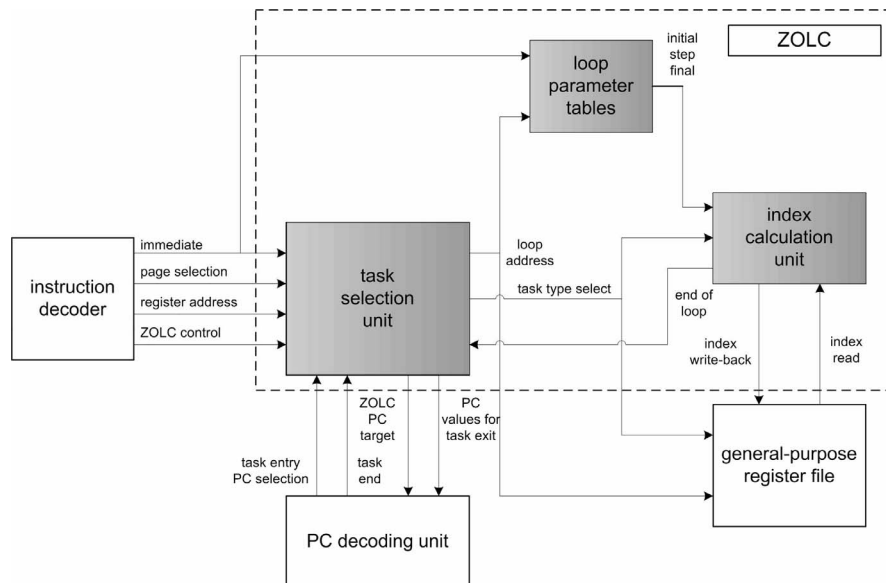 ZOLC
initial
step
final
loop
parameter
tables
immediate
page selection
register address
ZOLC control
instruction
decoder
task
selection
unit
loop
address
task type select
index
calculation
unit
end of
loop
index
write-back
index
read
ZOLC
PC
target
PC
values for
task exit
task entry
PC selection
task
end
general-purpose
register file
PC decoding unit